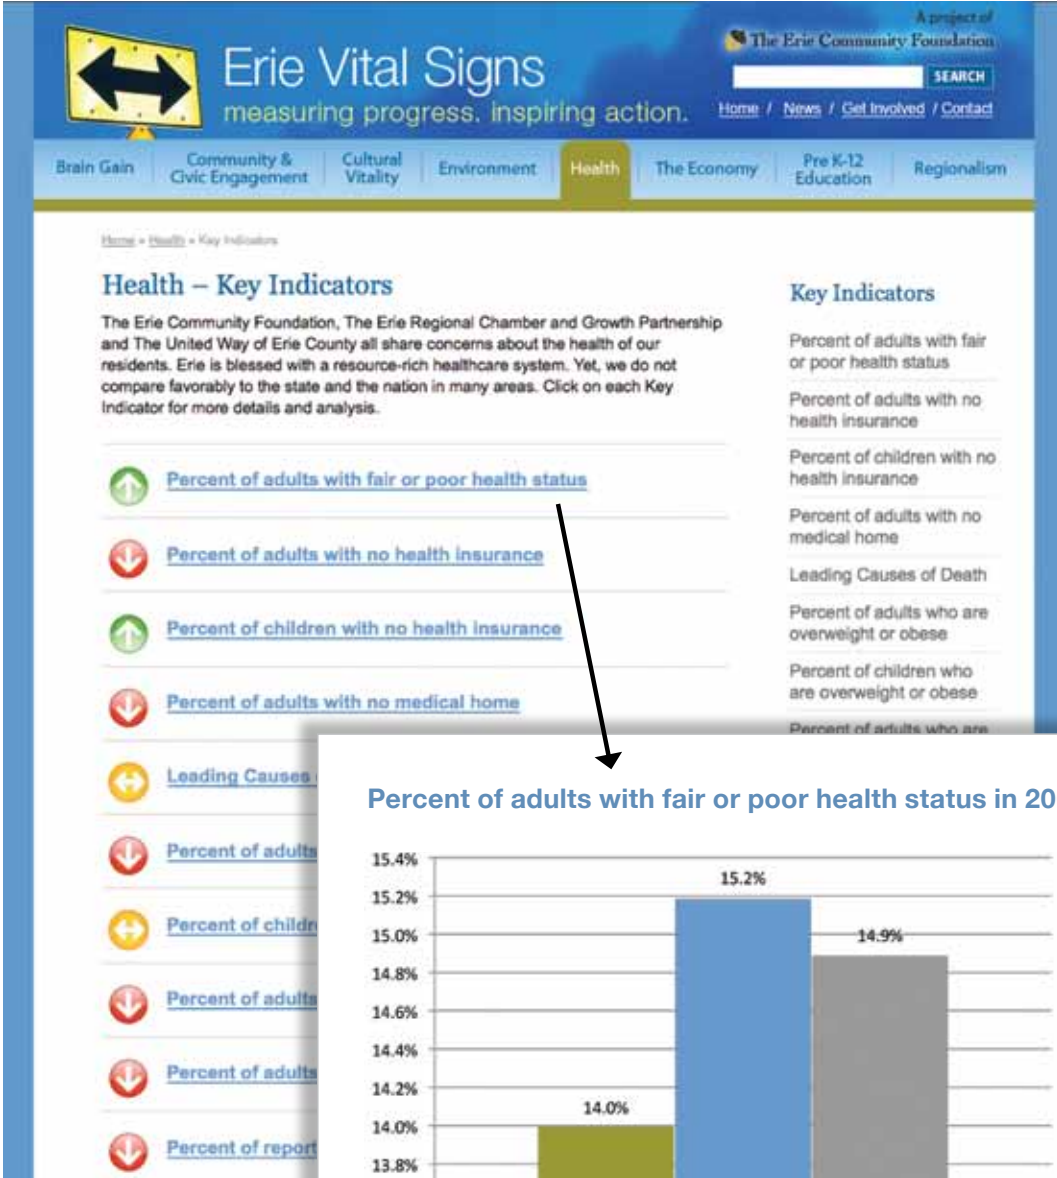 A project of
The Erie Community Foundation
SEARCH
Home / News / Get Involved / Contact
Erie Vital Signs
measuring progress. inspiring action.
Brain Gain
Community &
Civic Engagement
Cultural
Vitality
Environment
Health
The Economy
Pre K-12
Education
Regionalism
Home » Health » Key Indicators
Health – Key Indicators
The Erie Community Foundation, The Erie Regional Chamber and Growth Partnership
and The United Way of Erie County all share concerns about the health of our
residents. Erie is blessed with a resource-rich healthcare system. Yet, we do not
compare favorably to the state and the nation in many areas. Click on each Key
Indicator for more details and analysis.
Percent of adults with fair or poor health status
Percent of adults with no health insurance
Percent of children with no health insurance
Percent of adults with no medical home
Leading Causes
Percent of adults
Percent of childr
Percent of adults
Percent of adults
Percent of report
Key Indicators
Percent of adults with fair
or poor health status
Percent of adults with no
health insurance
Percent of children with no
health insurance
Percent of adults with no
medical home
Leading Causes of Death
Percent of adults who are
overweight or obese
Percent of children who
are overweight or obese
Percent of adults who are
Percent of adults with fair or poor health status in 20
15.4%
15.2%
15.0%
14.8%
14.6%
14.4%
14.2%
14.0%
13.8%
14.0%
15.2%
14.9%